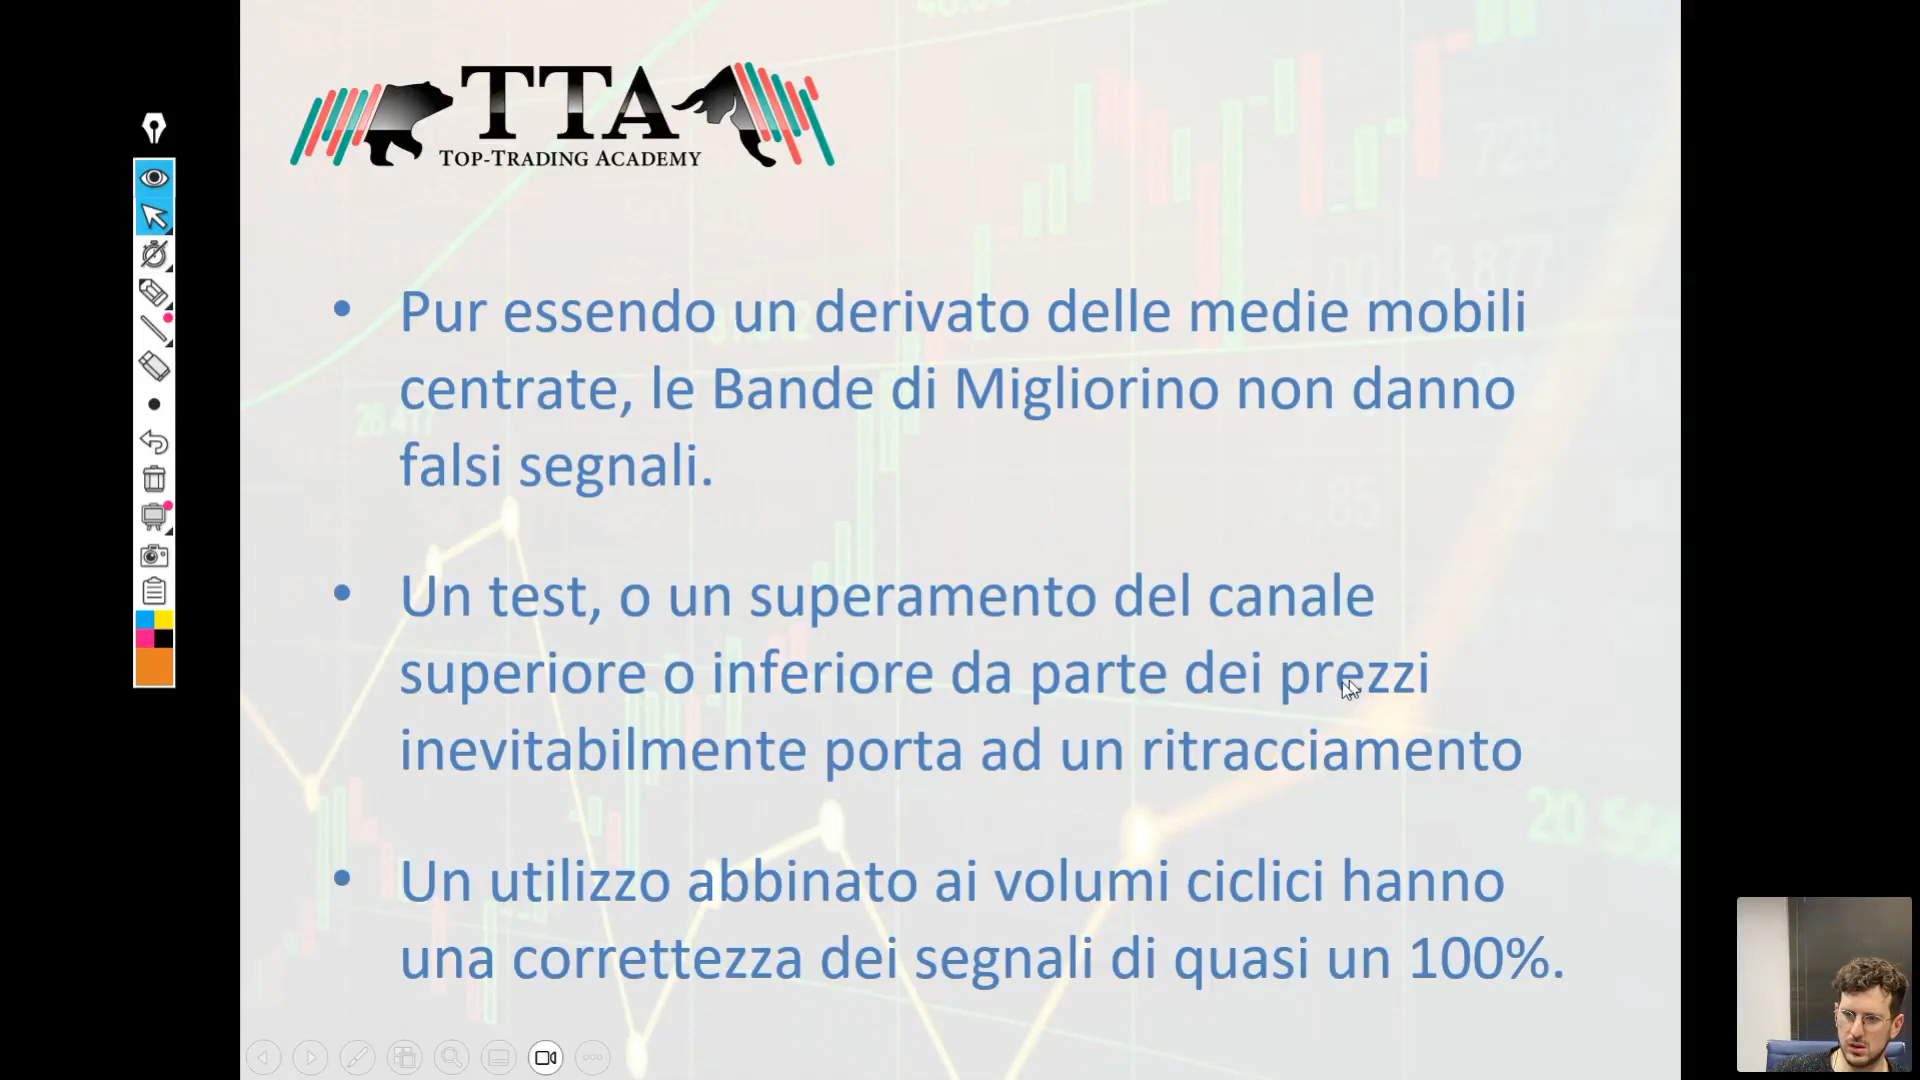 TTA
TOP-TRADING ACADEMY
• Pur essendo un derivato delle medie mobili
centrate, le Bande di Migliorino non danno
falsi segnali.
• Un test, o un superamento del canale
superiore o inferiore da parte dei prezzi
inevitabilmente porta ad un ritracciamento
• Un utilizzo abbinato ai volumi ciclici hanno
una correttezza dei segnali di quasi un 100%.